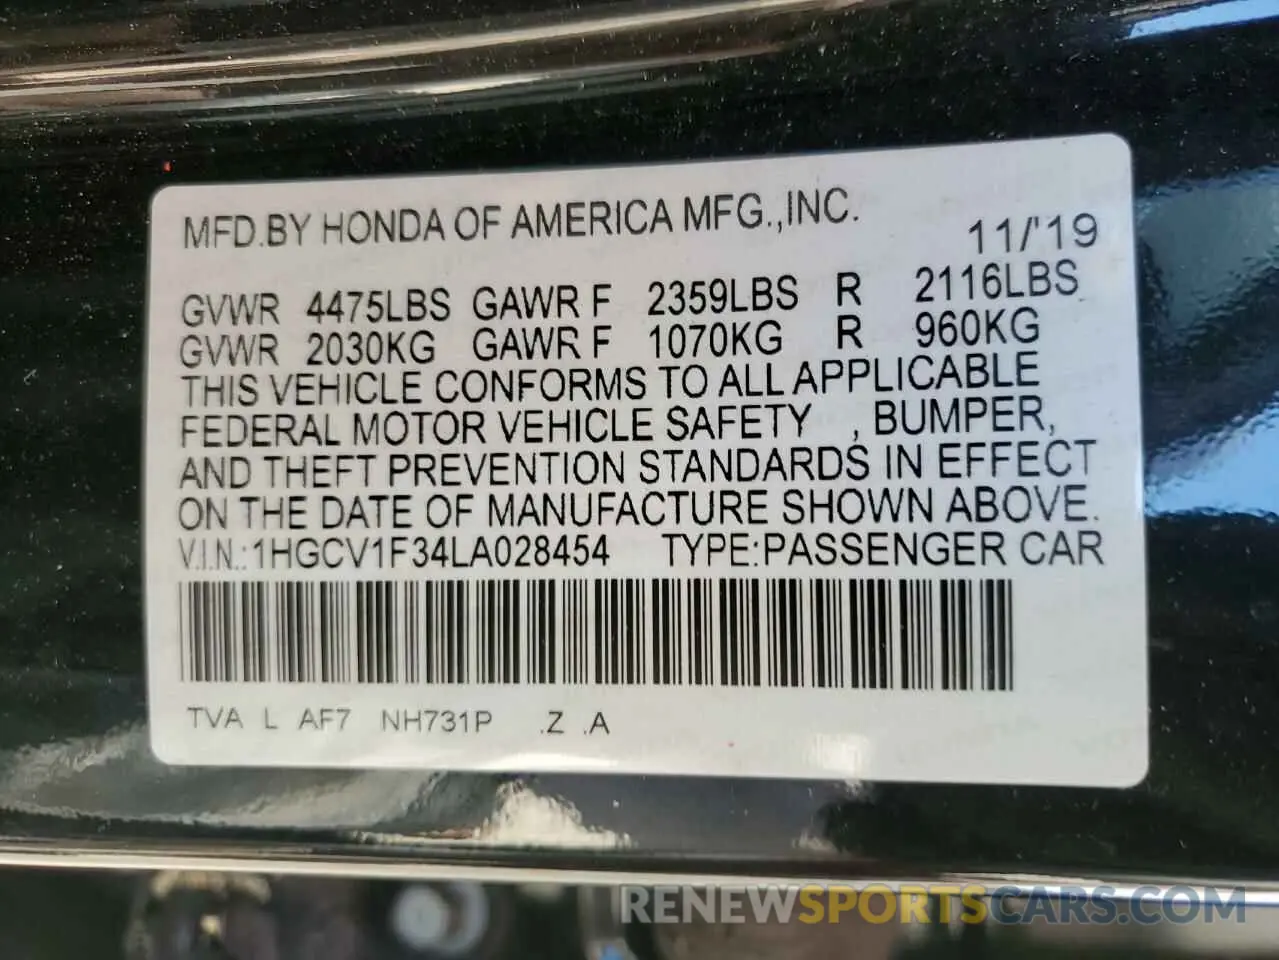 MFD.BY HONDA OF AMERICA MFG.,INC.
11/'19
GVWR 4475LBS GAWR F 2359LBS R 2116LBS
GVWR 2030KG GAWR F 1070KG R 960KG
THIS VEHICLE CONFORMS TO ALL APPLICABLE
FEDERAL MOTOR VEHICLE SAFETY , BUMPER,
AND THEFT PREVENTION STANDARDS IN EFFECT
ON THE DATE OF MANUFACTURE SHOWN ABOVE.
V.I.N.:1HGCV1F34LA028454 TYPE:PASSENGER CAR
TVA L AF7 NH731P .Z .A
RENEWSPORTSCARS.COM